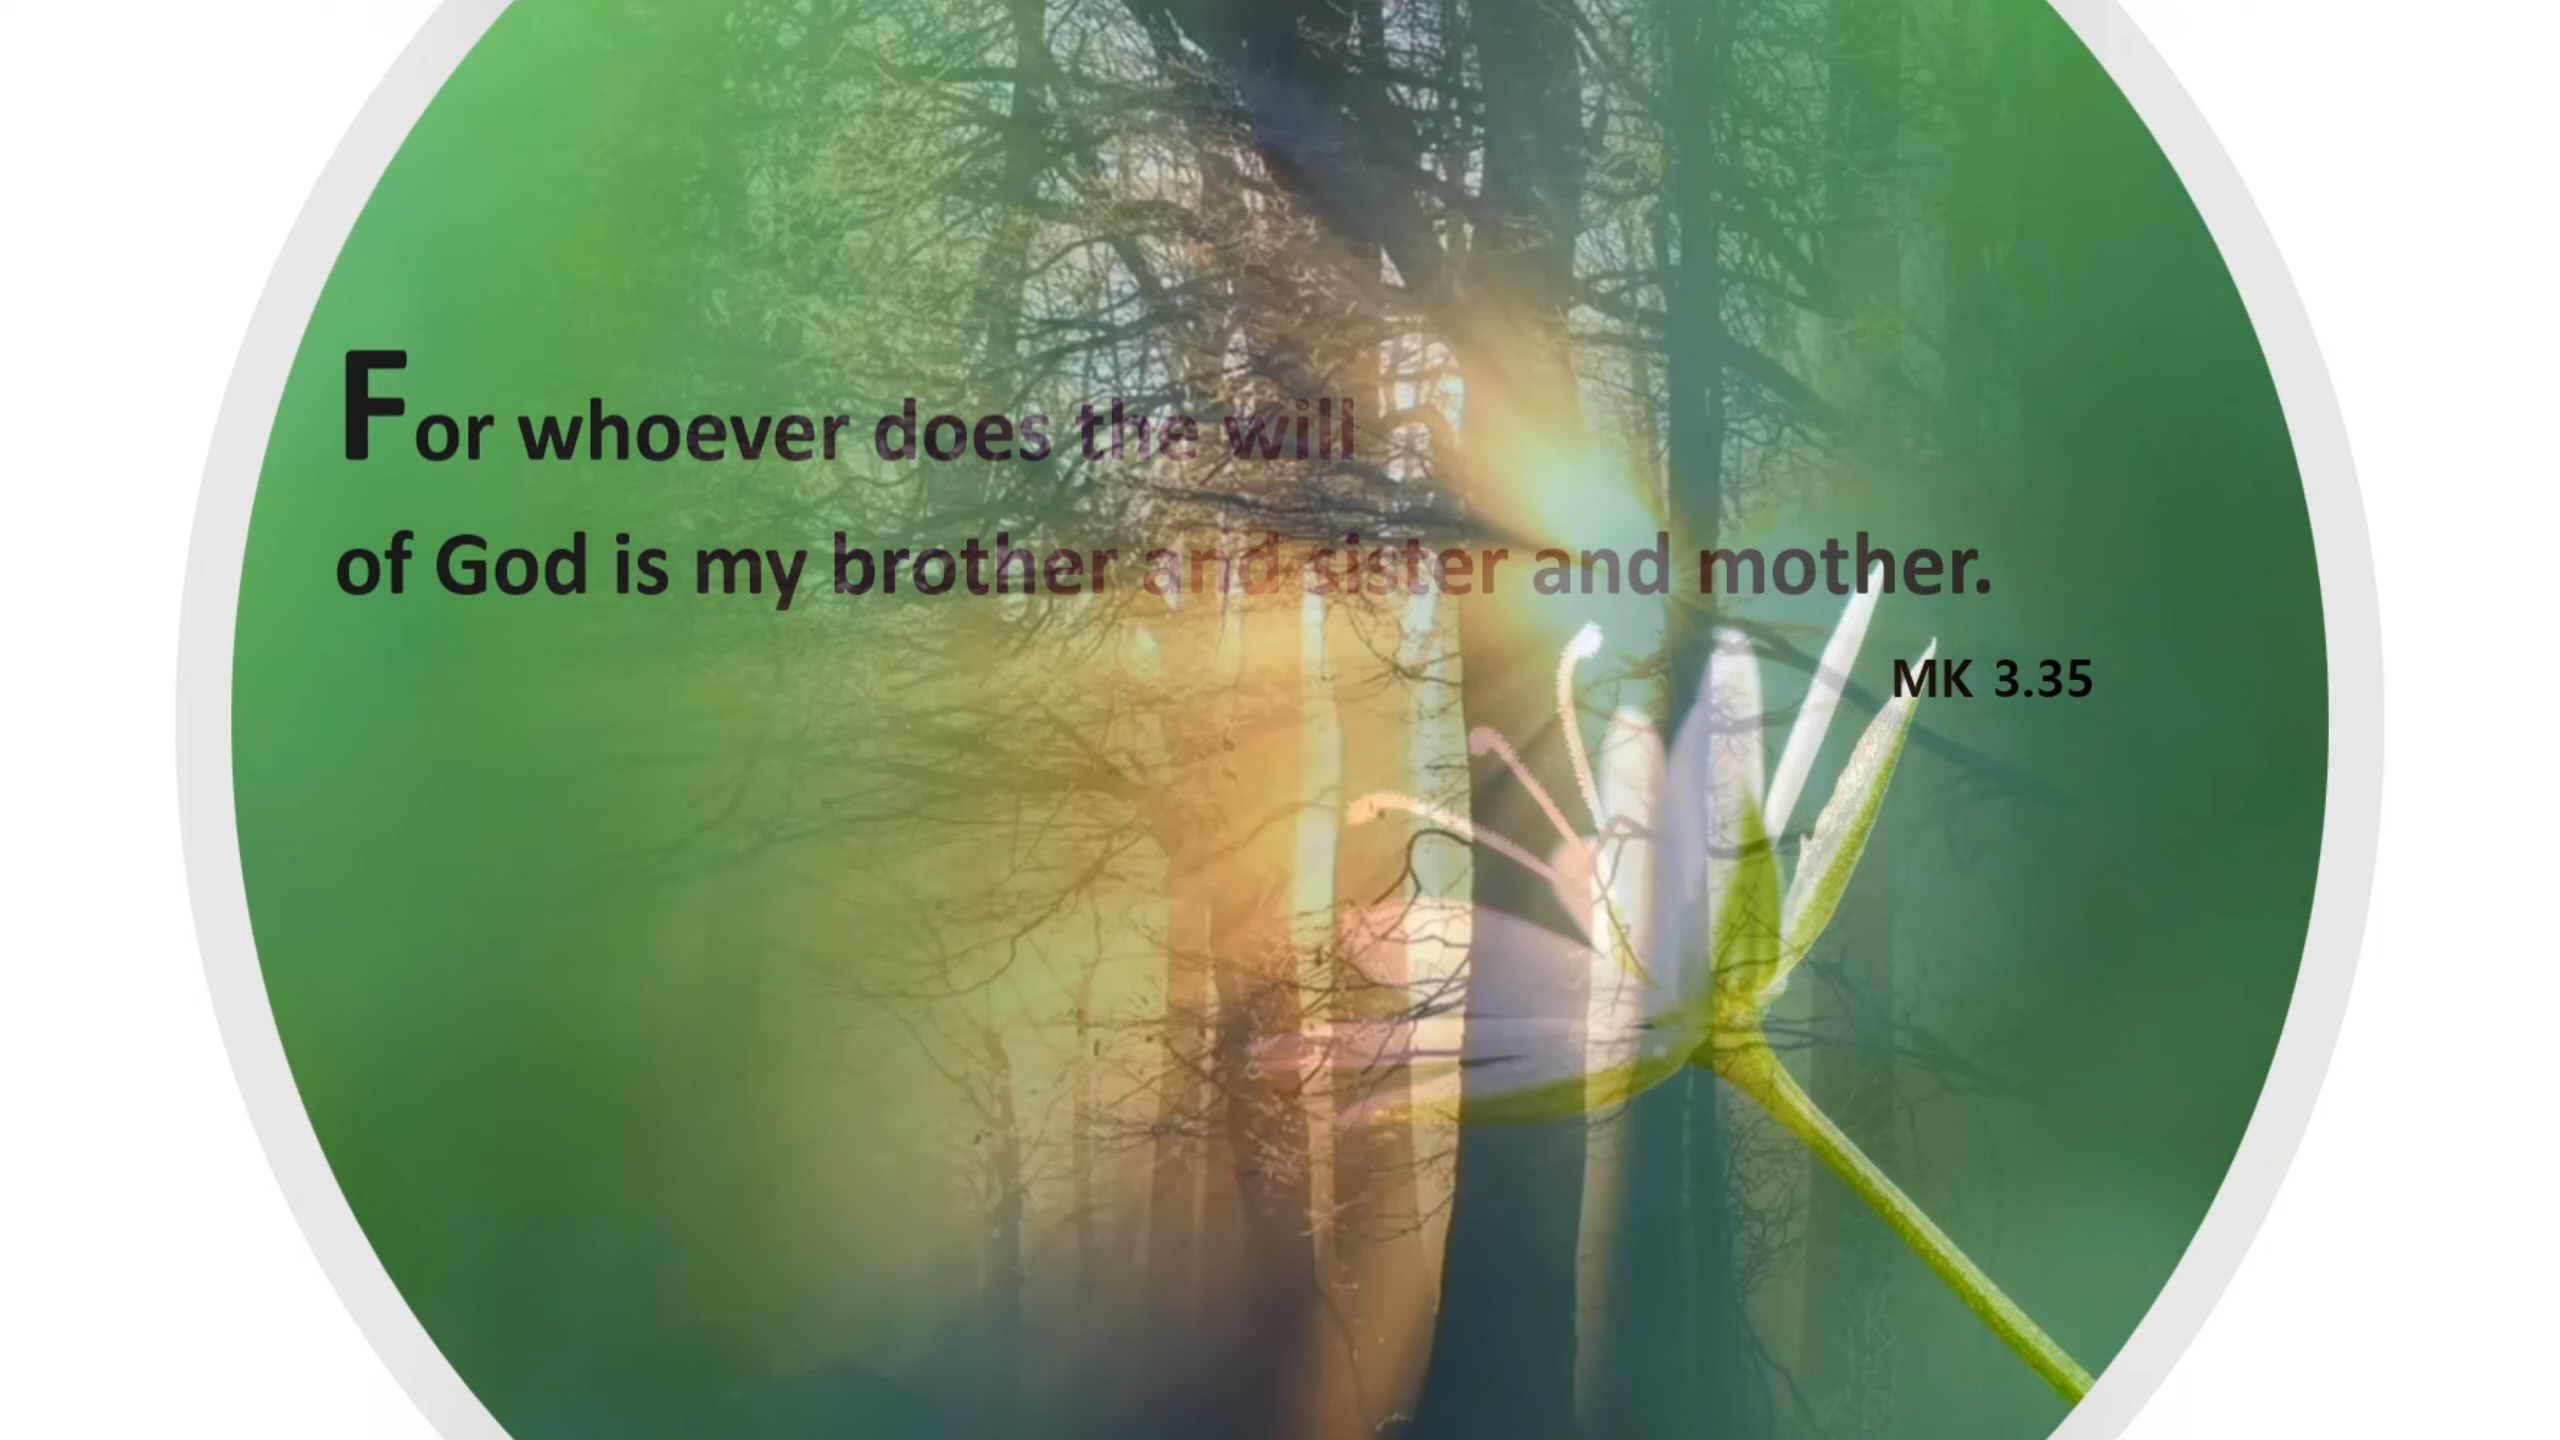 For whoever does the will
of God is my brother and sister and mother.
MK 3.35